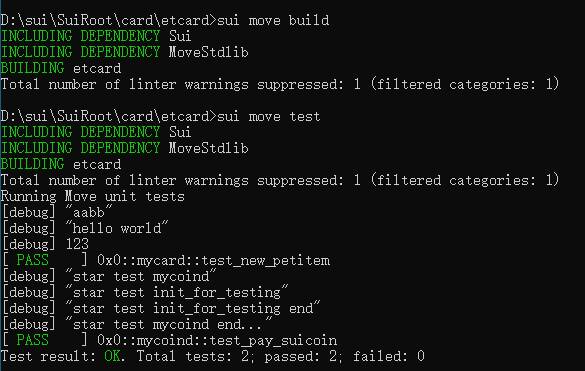 D:\sui\SuiRoot\card\etcard>sui move build
INCLUDING DEPENDENCY Sui
INCLUDING DEPENDENCY MoveStdlib
BUILDING etcard
Total number of linter warnings suppressed: 1 (filtered categories: 1)
D:\sui\SuiRoot\card\etcard>sui move test
INCLUDING DEPENDENCY Sui
INCLUDING DEPENDENCY MoveStdlib
BUILDING etcard
Total number of linter warnings suppressed: 1 (filtered categories: 1)
Running Move unit tests
[debug] "aabb"
[debug] "hello world"
[debug] 123
[ PASS    ] 0x0::mycard::test_new_petitem
[debug] "star test mycoind"
[debug] "star test init_for_testing"
[debug] "star test init_for_testing end"
[debug] "star test mycoind end..."
[ PASS    ] 0x0::mycoind::test_pay_suicoin
Test result: OK. Total tests: 2; passed: 2; failed: 0